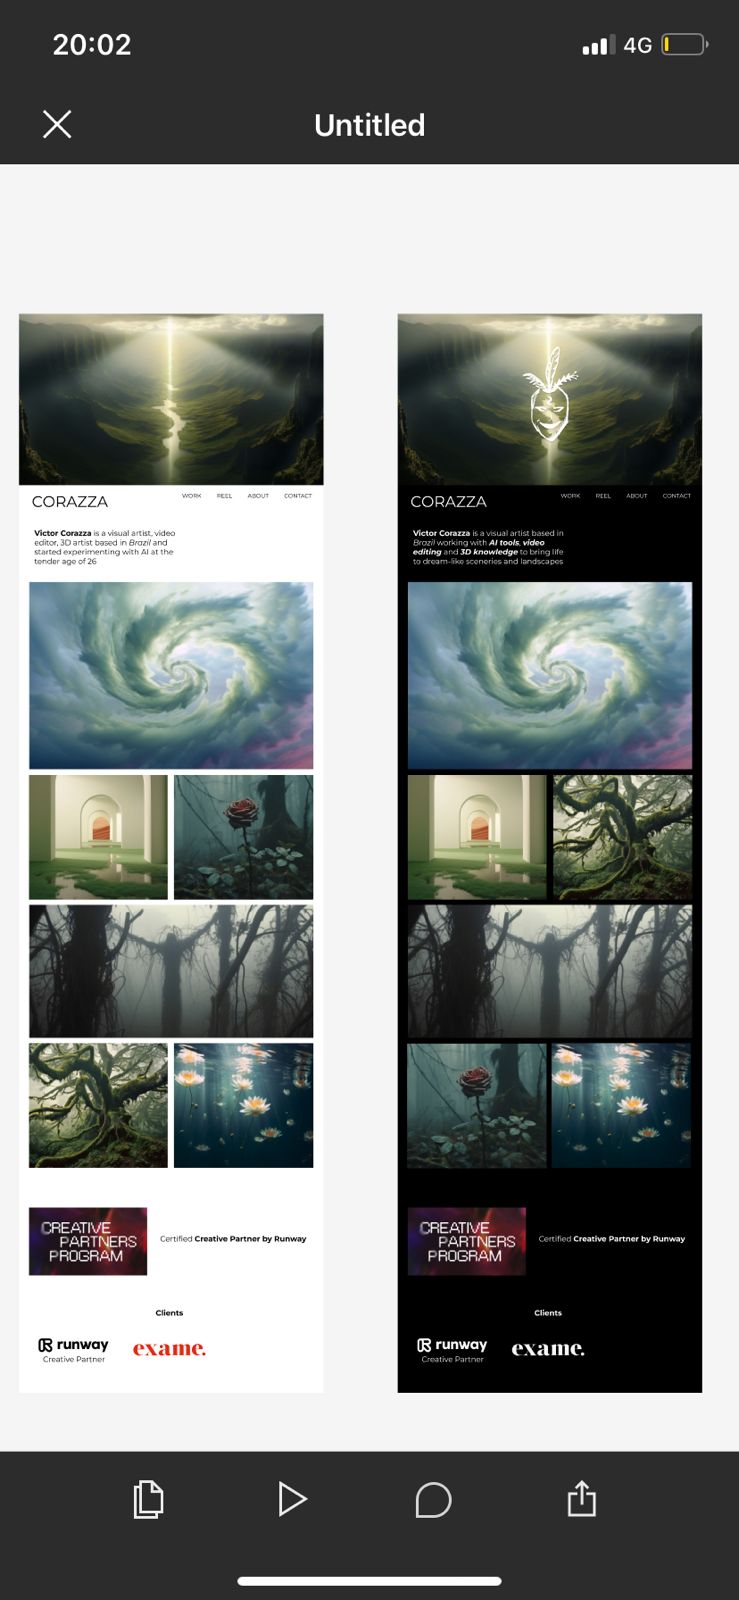 20:02
4G
Untitled
CORAZZA
WORK REEL ABOUT CONTACT
Victor Corazza is a visual artist, video
editor, 3D artist based in Brazil and
started experimenting with AI at the
tender age of 26
CREATIVE
PARTNERS
PROGRAM
Certified Creative Partner by Runway
Clients
runway
Creative Partner
exame.
CORAZZA
WORK REEL ABOUT CONTACT
Victor Corazza is a visual artist based in
Brazil working with AI tools, video
editing and 3D knowledge to bring life
to dream-like sceneries and landscapes
CREATIVE
PARTNERS
PROGRAM
Certified Creative Partner by Runway
Clients
runway
Creative Partner
exame.